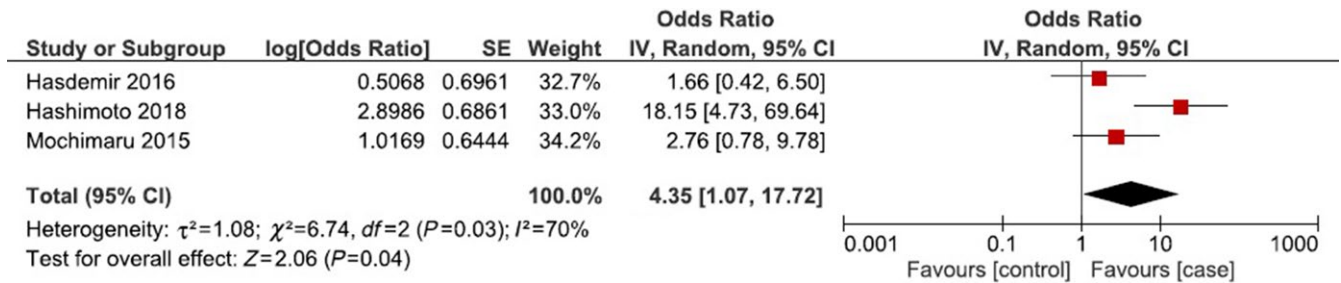 Odds Ratio Odds Ratio
Study or Subgroup log[Odds Ratio] SE Weight IV, Random, 95% CI IV, Random, 95% CI
Hasdemir 2016 0.5068 0.6961 32.7% 1.66 [0.42, 6.50]
Hashimoto 2018 2.8986 0.6861 33.0% 18.15 [4.73, 69.64]
Mochimaru 2015 1.0169 0.6444 34.2% 2.76 [0.78, 9.78]
Total (95% CI) 100.0% 4.35 [1.07, 17.72]
Heterogeneity: τ²=1.08; χ²=6.74, df=2 (P=0.03); I²=70%
Test for overall effect: Z=2.06 (P=0.04)
0.001 0.1 1 10 1000
Favours [control] Favours [case]